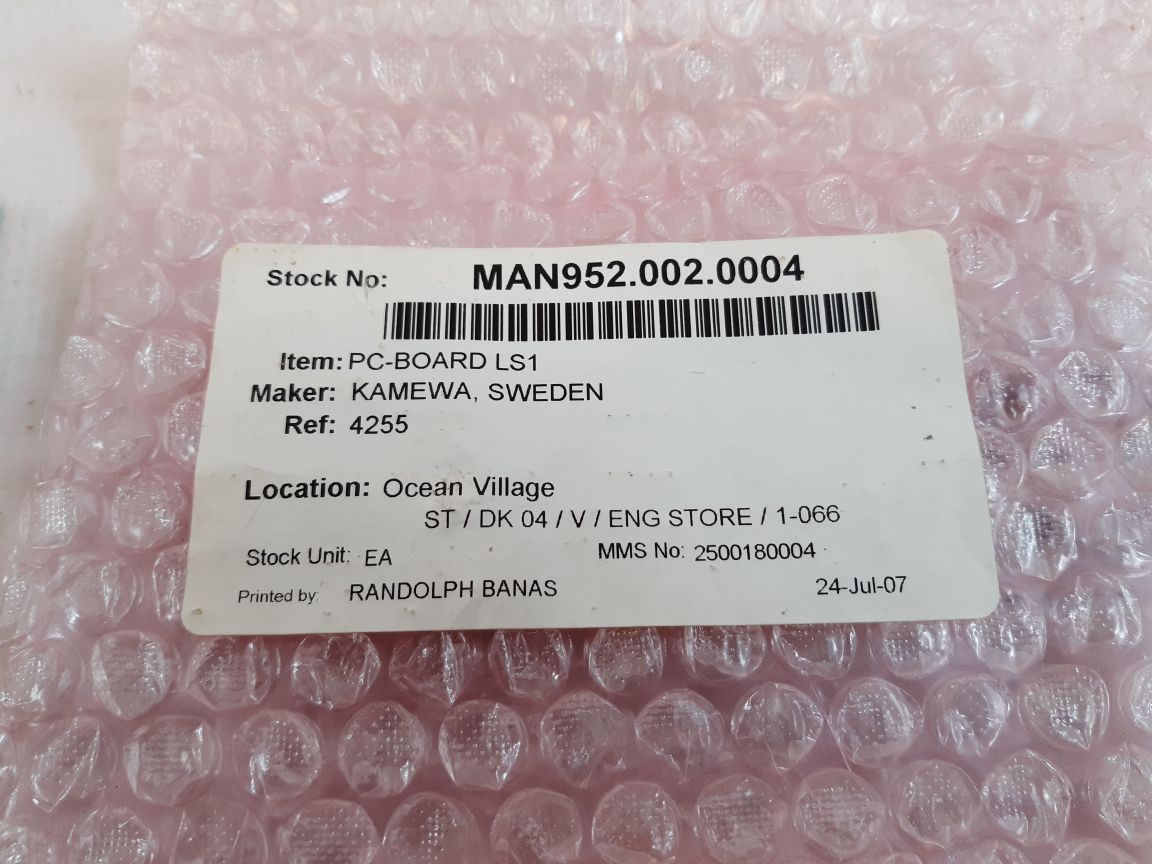 Stock No: MAN952.002.0004
Item: PC-BOARD LS1
Maker: KAMEWA, SWEDEN
Ref: 4255
Location: Ocean Village
ST / DK 04 / V / ENG STORE / 1-066
Stock Unit: EA MMS No: 2500180004
Printed by: RANDOLPH BANAS 24-Jul-07